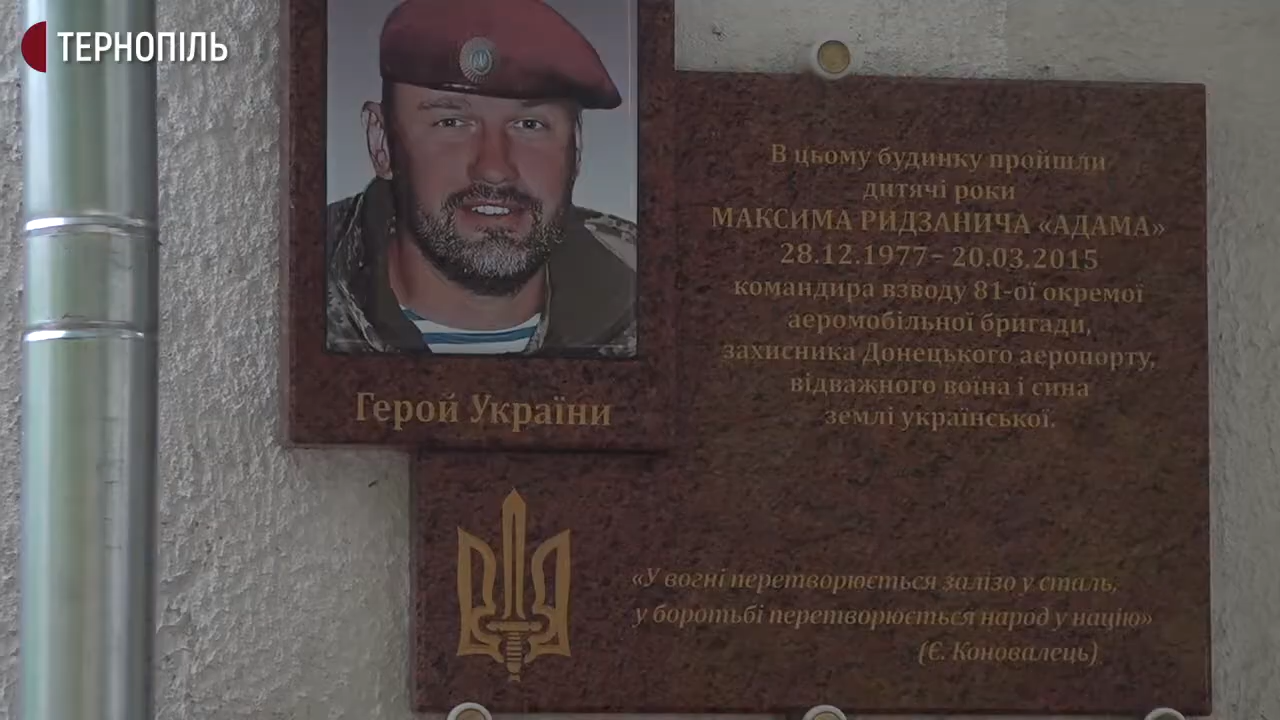 ТЕРНОПІЛЬ
Герой України
В цьому будинку пройшли
дитячі роки
МАКСИМА РИДЗАНИЧА «АДАМА»
28.12.1977– 20.03.2015
командира взводу 81-ої окремої
аеромобільної бригади,
захисника Донецького аеропорту,
відважного воїна і сина
землі української.
«У вогні перетворюється залізо у сталь,
у боротьбі перетворюється народ у націю»
(Є. Коновалець)